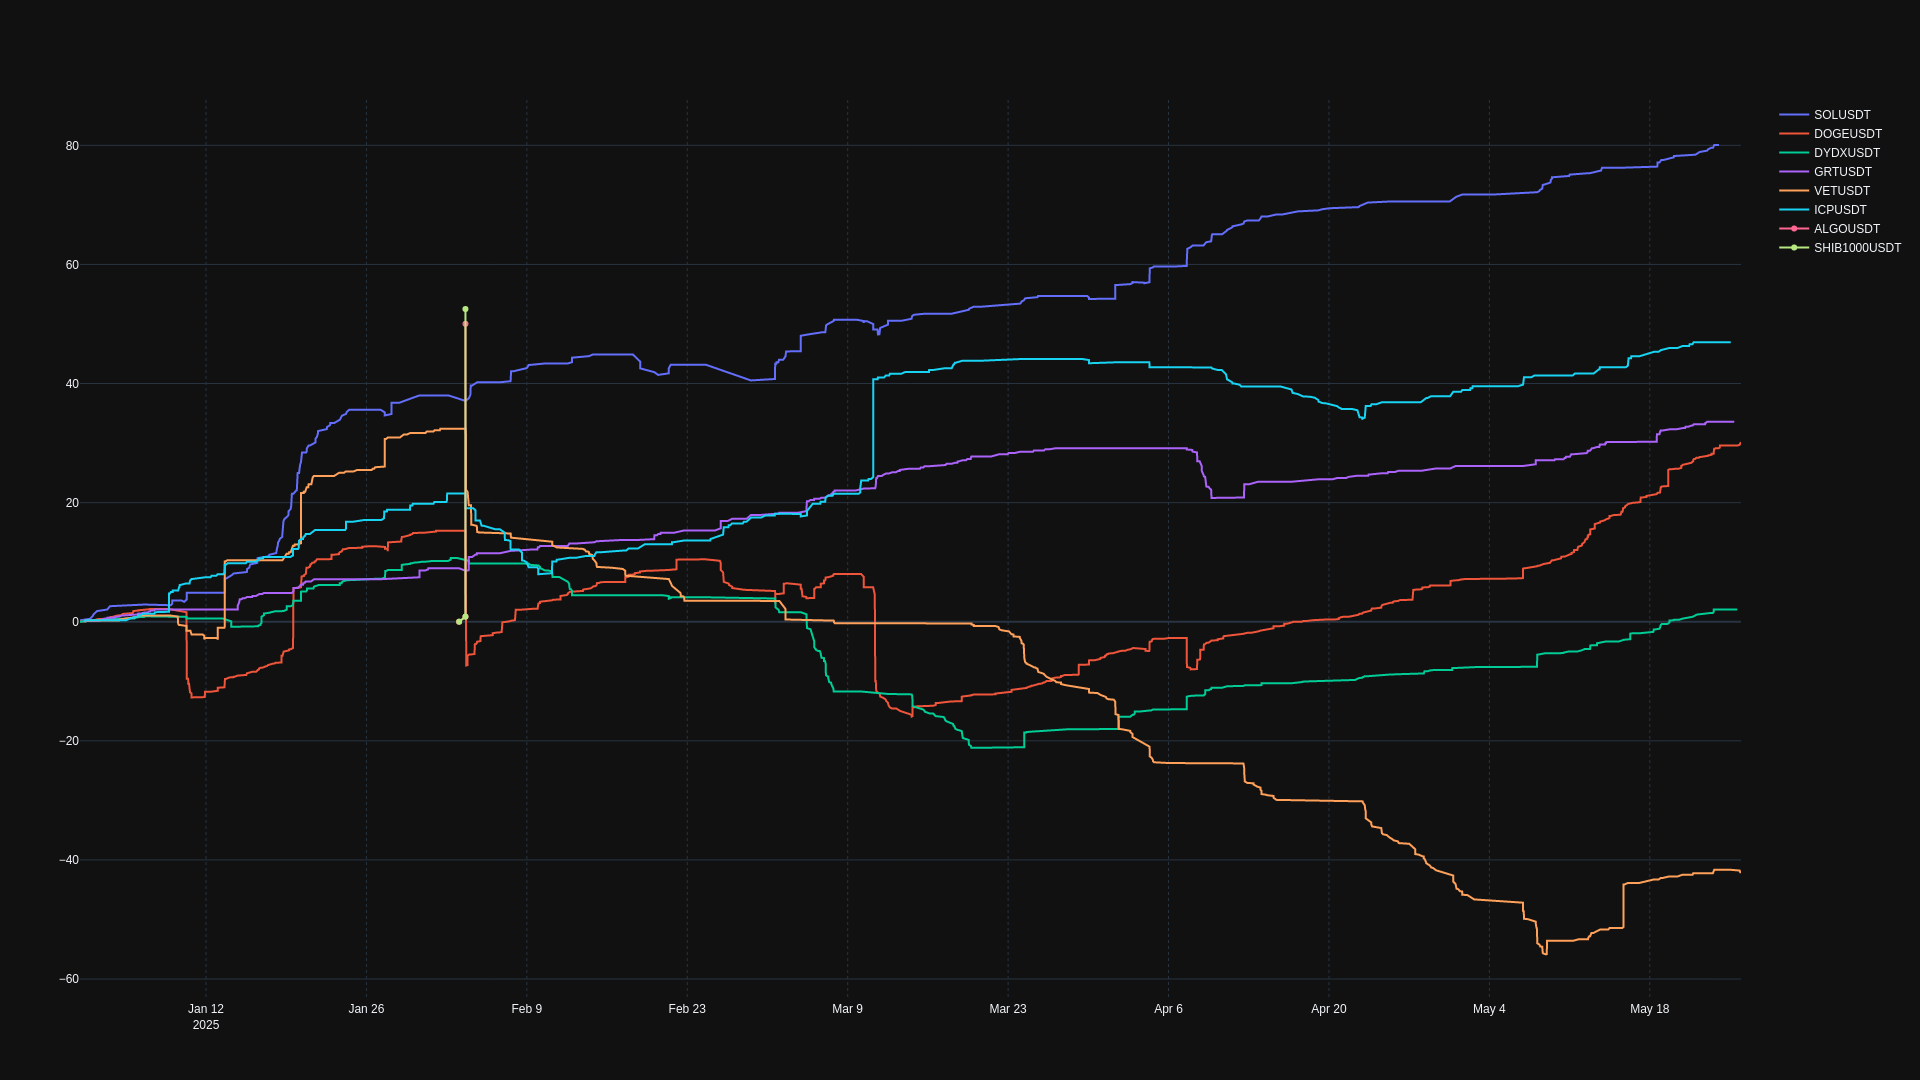 80
60
40
20
0
−20
−40
−60
Jan 12
2025
Jan 26
Feb 9
Feb 23
Mar 9
Mar 23
Apr 6
Apr 20
May 4
May 18
SOLUSDT
DOGEUSDT
DYDXUSDT
GRTUSDT
VETUSDT
ICPUSDT
ALGOUSDT
SHIB1000USDT